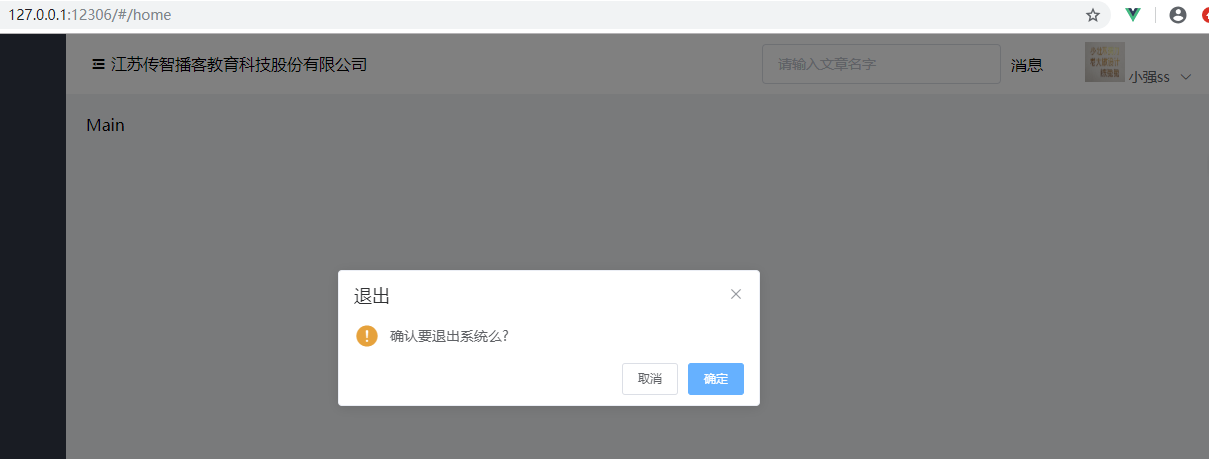 127.0.0.1:12306/#/home
江苏传智播客教育科技股份有限公司
请输入文章名字
消息
小强ss
Main
退出
确认要退出系统么?
取消
确定